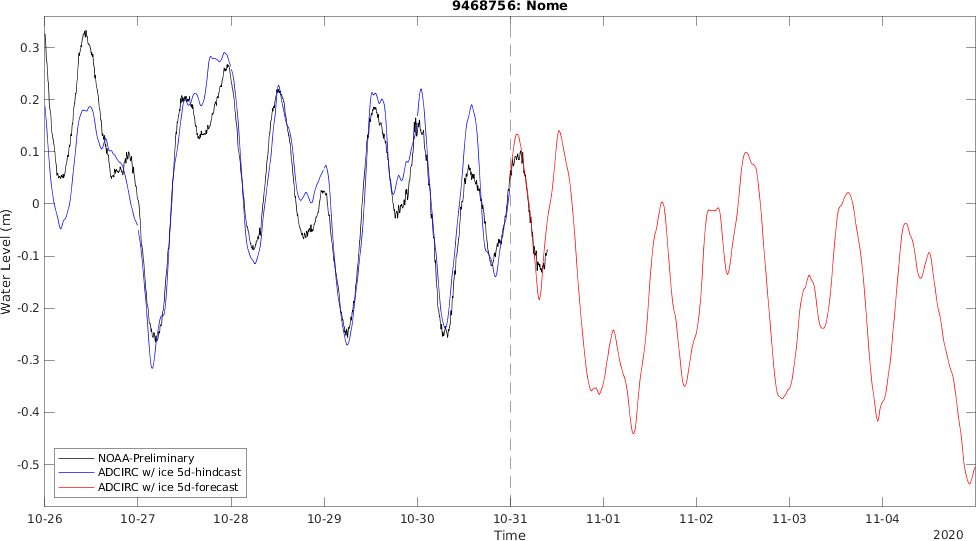 9468756: Nome
0.3
0.2
0.1
0
-0.1
-0.2
-0.3
-0.4
-0.5
Water Level (m)
NOAA-Preliminary
ADCIRC w/ ice 5d-hindcast
ADCIRC w/ ice 5d-forecast
10-26 10-27 10-28 10-29 10-30 10-31 11-01 11-02 11-03 11-04
Time
2020